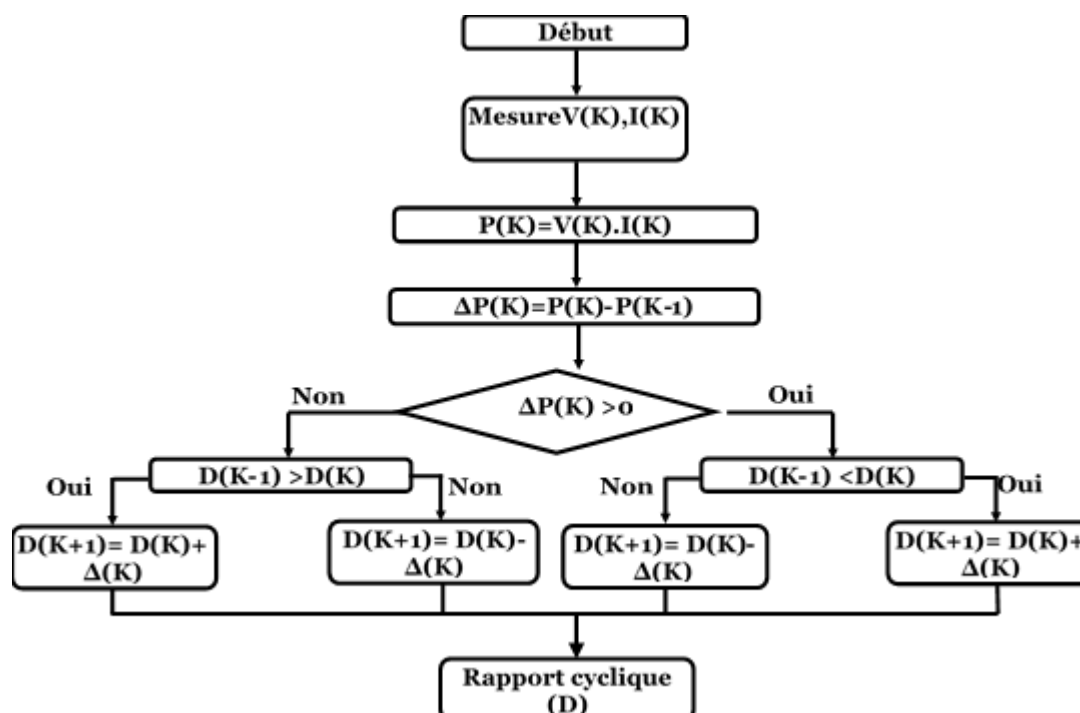 Début
MesureV(K),I(K)
P(K)=V(K).I(K)
ΔP(K)=P(K)-P(K-1)
Non
ΔP(K) >0
Oui
D(K-1) >D(K)
D(K-1) <D(K)
Oui
Non
Non
Oui
D(K+1)= D(K)+
Δ(K)
D(K+1)= D(K)-
Δ(K)
D(K+1)= D(K)-
Δ(K)
D(K+1)= D(K)+
Δ(K)
Rapport cyclique
(D)